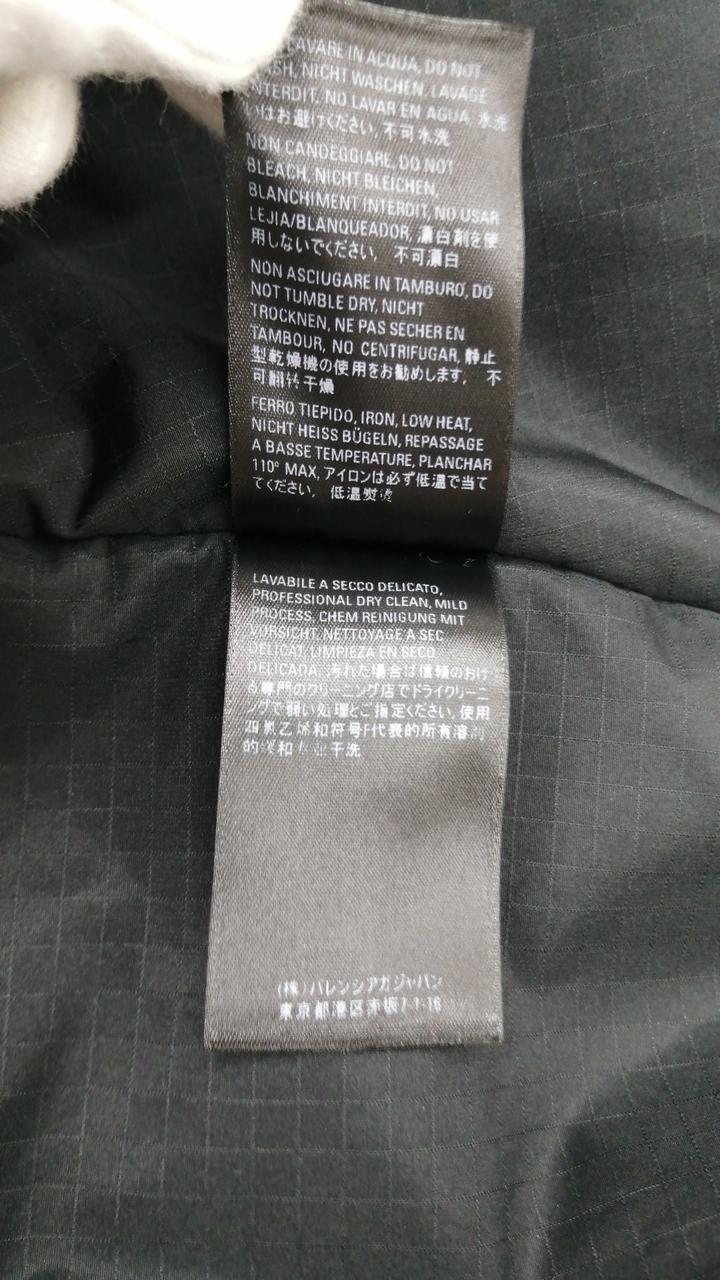 LAVARE IN ACQUA, DO NOT
NICHT WASCHEN, LAVAGE
INTERDIT, NO LAVAR EN AGUA, 水洗
いはお避けください, 不可水洗
NON CANDEGGIARE, DO NOT
BLEACH, NICHT BLEICHEN,
BLANCHIMENT INTERDIT, NO USAR
LEJIA/BLANQUEADOR, 漂白剤を使
用しないでください, 不可漂白
NON ASCIUGARE IN TAMBURO, DO
NOT TUMBLE DRY, NICHT
TROCKNEN, NE PAS SECHER EN
TAMBOUR, NO CENTRIFUGAR, 静止
型乾燥機の使用をお勧めします, 不
可翻转干燥
FERRO TIEPIDO, IRON, LOW HEAT,
NICHT HEISS BÜGELN, REPASSAGE
A BASSE TEMPERATURE, PLANCHAR
110° MAX, アイロンは必ず低温で当て
てください, 低温熨烫
LAVABILE A SECCO DELICATO,
PROFESSIONAL DRY CLEAN, MILD
PROCESS, CHEM REINIGUNG MIT
VORSICHT, NETTOYAGE A SEC
DELICAT, LIMPIEZA EN SECO
DELICADA, 汚れた場合は信頼のおけ
る専門のクリーニング店でドライクリーニ
ングで弱い処理とご指定ください, 使用
四氯乙烯和符号F代表的所有溶剂
的缓和 干洗
(株)バレンシアガジャパン
東京都港区赤坂7-1-16